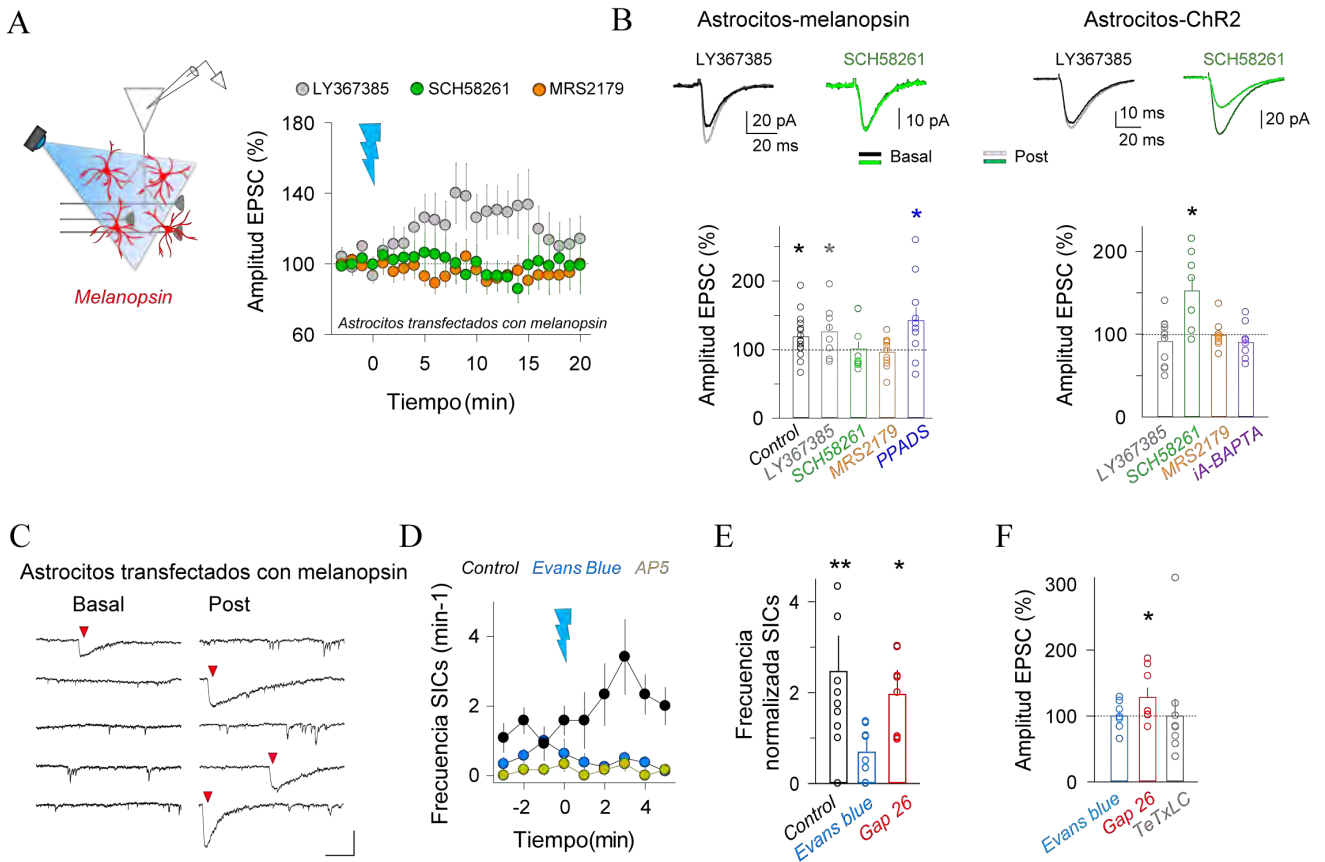 A
Melanopsin
LY367385 SCH58261 MRS2179
Amplitud EPSC (%)
180
140
100
60
Astrocitos transfectados con melanopsin
0 5 10 15 20
Tiempo (min)
B
Astrocitos-melanopsin
LY367385
SCH58261
20 pA
20 ms
10 pA
Astrocitos-ChR2
LY367385
SCH58261
10 ms
20 ms
20 pA
Basal
Post
Amplitud EPSC (%)
200
100
0
* * *
Control
LY367385
SCH58261
MRS2179
PPADS
Amplitud EPSC (%)
200
100
0
*
LY367385
SCH58261
MRS2179
iA-BAPTA
C
Astrocitos transfectados con melanopsin
Basal
Post
D
Control Evans Blue AP5
Frecuencia SICs (min-1)
4
2
0
-2 0 2 4
Tiempo(min)
E
Frecuencia
normalizada SICs
4
2
0
** *
Control
Evans blue
Gap 26
F
Amplitud EPSC (%)
300
200
100
0
*
Evans blue
Gap 26
TeTxLC